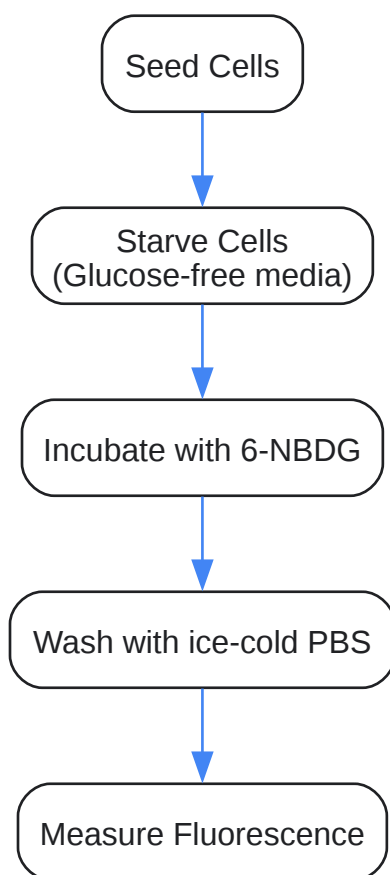 Seed Cells
Starve Cells
(Glucose-free media)
Incubate with 6-NBDG
Wash with ice-cold PBS
Measure Fluorescence